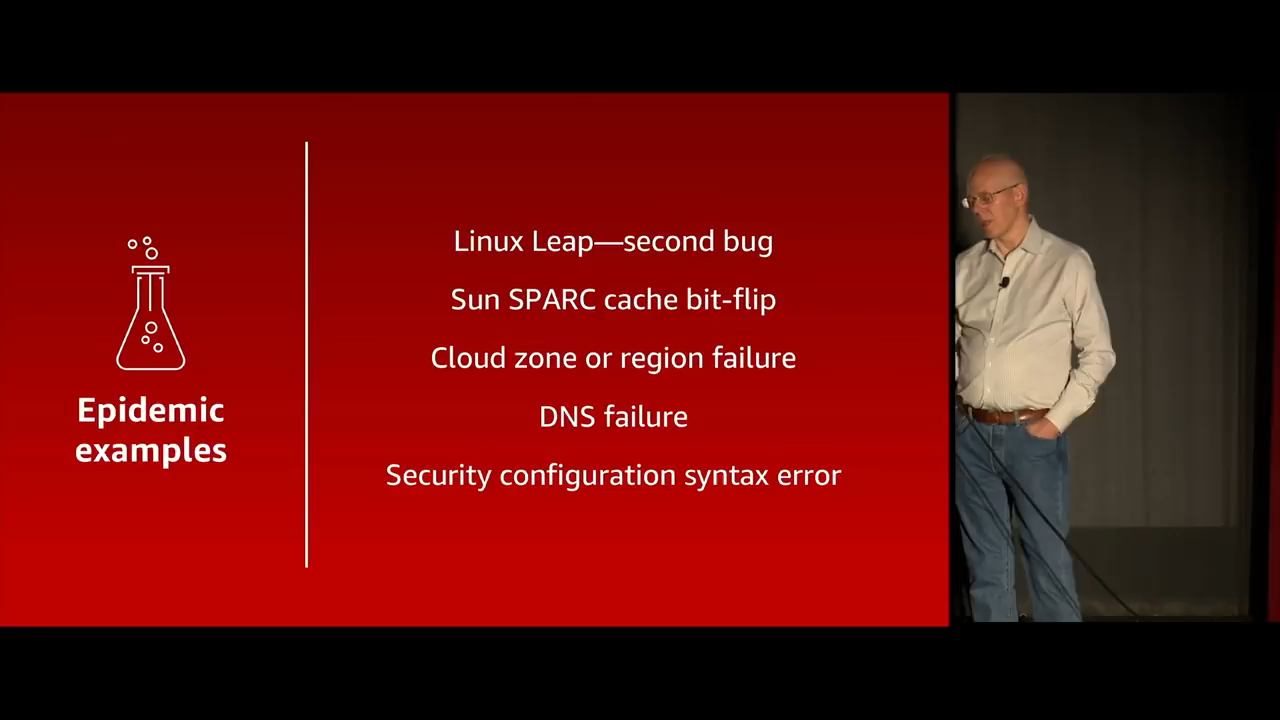 Epidemic
examples
Linux Leap—second bug
Sun SPARC cache bit-flip
Cloud zone or region failure
DNS failure
Security configuration syntax error